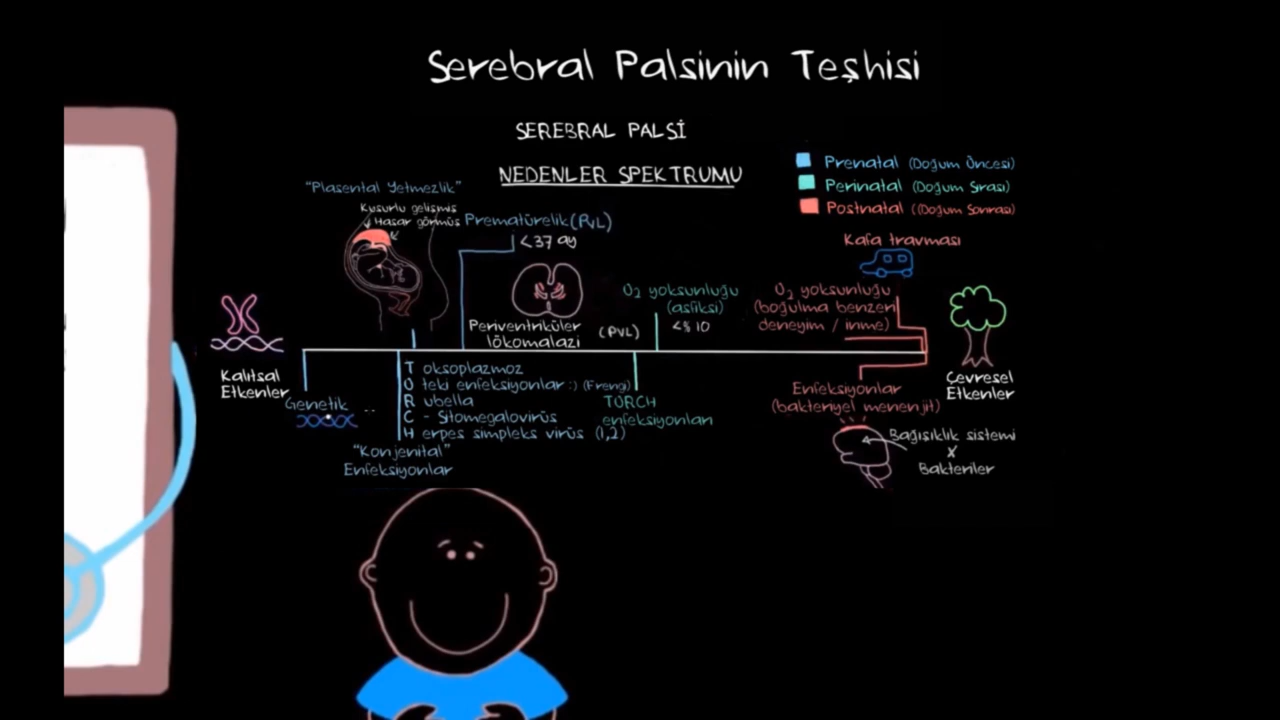 Serebral Palsinin Teşhisi
SEREBRAL PALSİ
NEDENLER SPEKTRUMU
Prenatal (Doğum Öncesi)
Perinatal (Doğum Sırası)
Postnatal ((Doğum Sonrası)
"Plasental Yetmezlik"
Kusurlu gelişmiş
Hasar görmüş
Prematürelik (PVL)
<37 ay
Kafa travması
O₂ yoksunluğu
(asfiksi)
<% 10
O₂ yoksunluğu
(boğulma benzeri
deneyim / inme)
Periventriküler
lökomalazi
(PVL)
Kalıtsal
Etkenler
Genetik
T oksoplazmoz
O teki enfeksiyonlar :) (Frengi)
R ubella
C - Sitomegalovirüs
H erpes simpleks virüs (1,2)
"Konjenital"
Enfeksiyonlar
TORCH
enfeksiyonları
Enfeksiyonlar
(bakteriyel menenjit)
Çevresel
Etkenler
Bağışıklık sistemi
X
Bakteriler